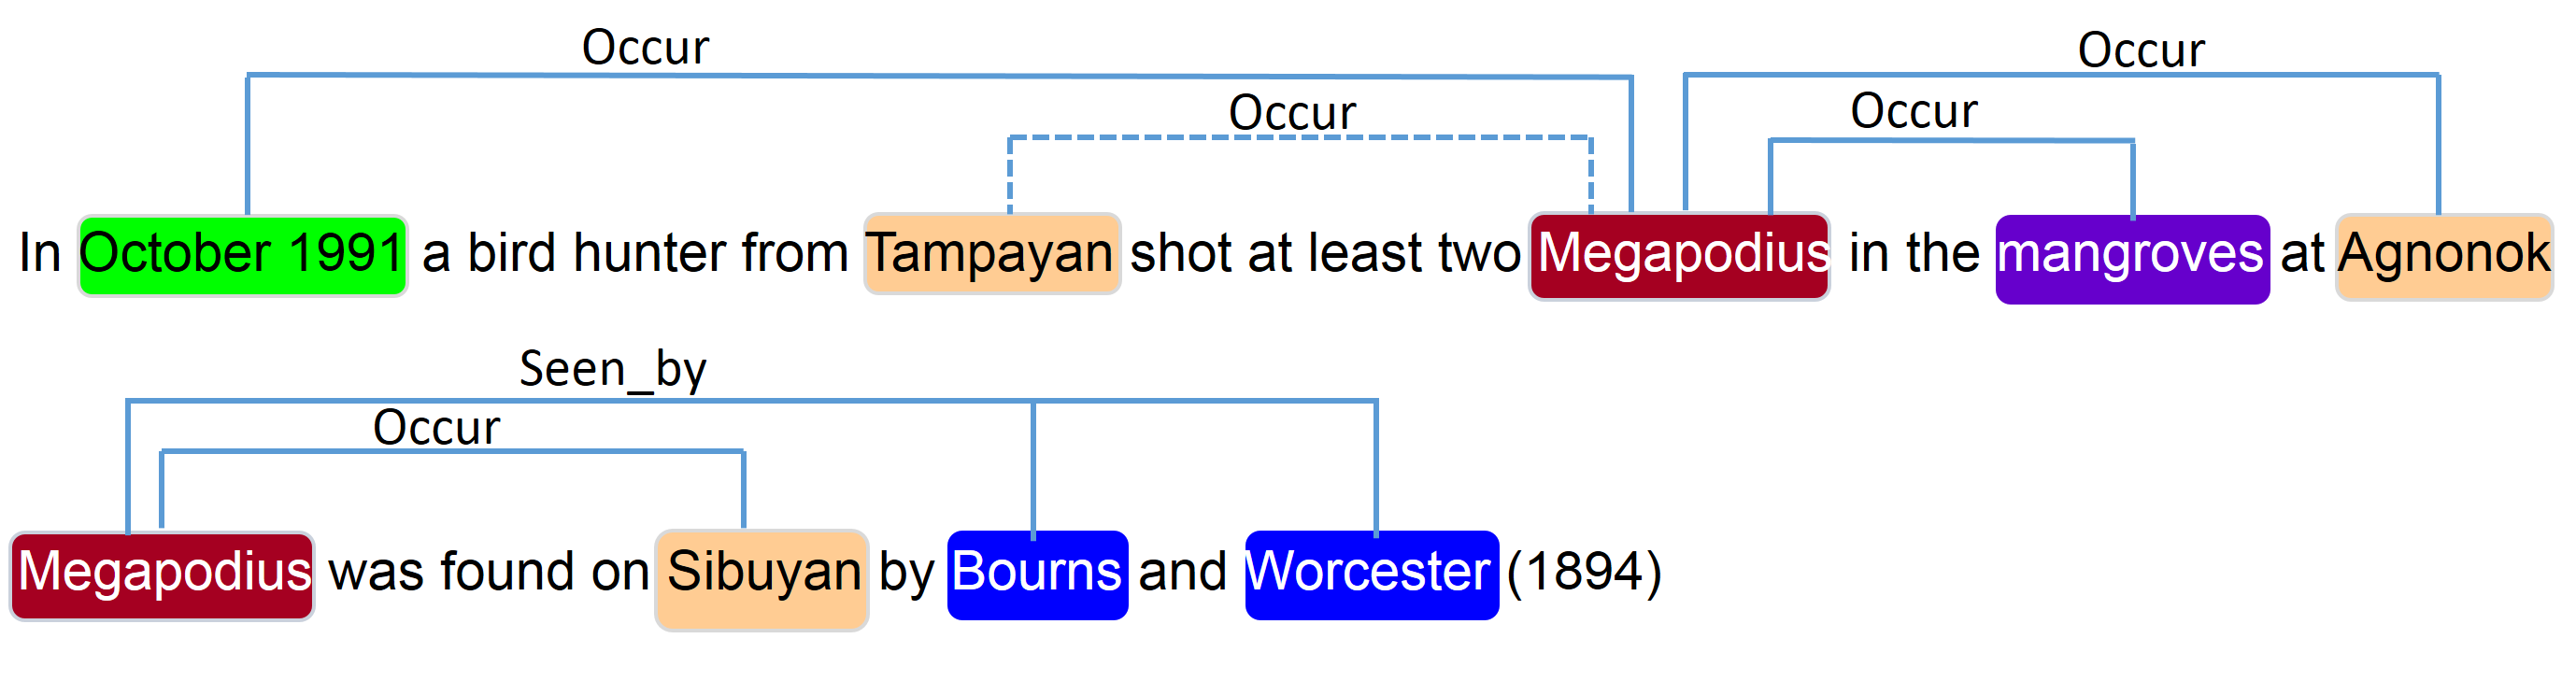 Occur Occur
Occur Occur
In October 1991 a bird hunter from Tampayan shot at least two Megapodius in the mangroves at Agnonok
Seen_by
Occur
Megapodius was found on Sibuyan by Bourns and Worcester (1894)